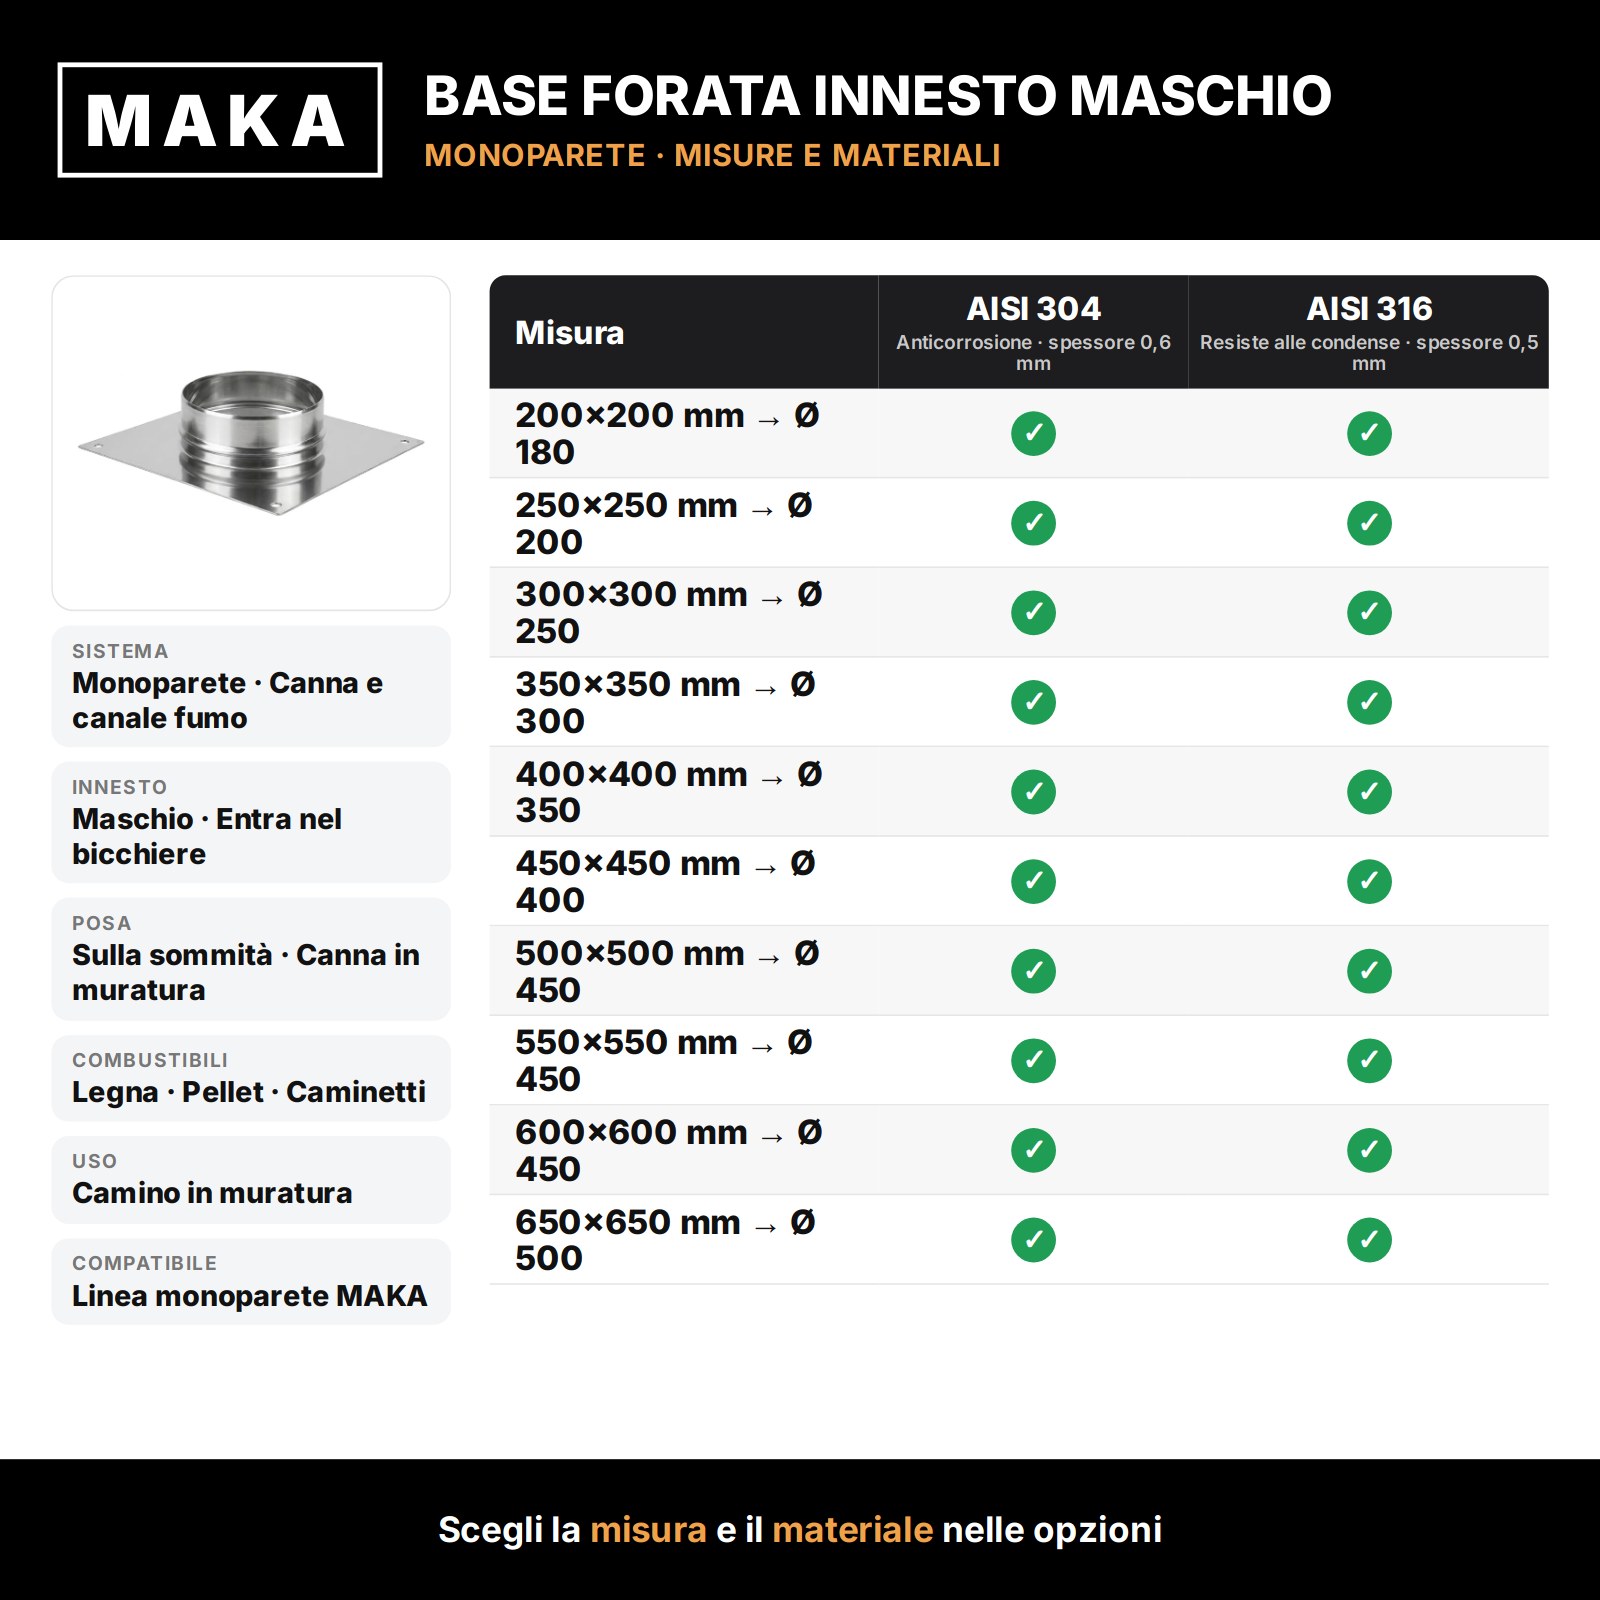 MAKA
BASE FORATA INNESTO MASCHIO
MONOPARETE · MISURE E MATERIALI
SISTEMA
Monoparete · Canna e
canale fumo
INNESTO
Maschio · Entra nel
bicchiere
POSA
Sulla sommità · Canna in
muratura
COMBUSTIBILI
Legna · Pellet · Caminetti
USO
Camino in muratura
COMPATIBILE
Linea monoparete MAKA
Misura
AISI 304
Anticorrosione · spessore 0,6
mm
AISI 316
Resiste alle condense · spessore 0,5
mm
200×200 mm → Ø
180
✓ ✓
250×250 mm → Ø
200
✓ ✓
300×300 mm → Ø
250
✓ ✓
350×350 mm → Ø
300
✓ ✓
400×400 mm → Ø
350
✓ ✓
450×450 mm → Ø
400
✓ ✓
500×500 mm → Ø
450
✓ ✓
550×550 mm → Ø
450
✓ ✓
600×600 mm → Ø
450
✓ ✓
650×650 mm → Ø
500
✓ ✓
Scegli la misura e il materiale nelle opzioni